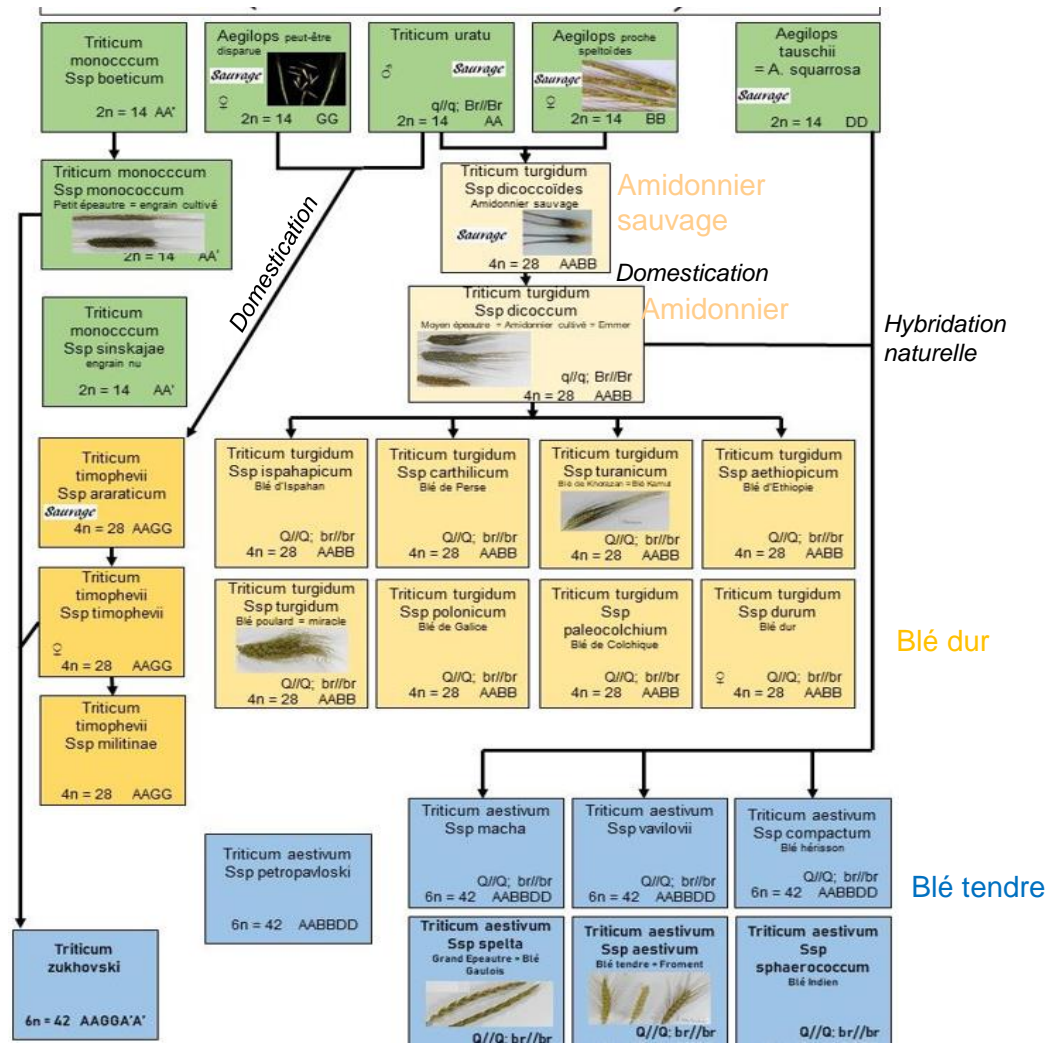 Triticum
monocccum
Ssp boeticum
2n = 14 AA'
Aegilops peut-être
disparue
Sauvage
♀
2n = 14 GG
Triticum uratu
♂
Sauvage
q//q; Br//Br
2n = 14 AA
Aegilops proche
speltoïdes
Sauvage
♀
2n = 14 BB
Aegilops
tauschii
= A. squarrosa
Sauvage
2n = 14 DD
Triticum monocccum
Ssp monococcum
Petit épeautre = engrain cultivé
2n = 14 AA'
Domestication
Triticum turgidum
Ssp dicoccoïdes
Amidonnier sauvage
Sauvage
4n = 28 AABB
Amidonnier
sauvage
Domestication
Triticum turgidum
Ssp dicoccum
Moyen épeautre = Amidonnier cultivé = Emmer
q//q; Br//Br
4n = 28 AABB
Amidonnier
Hybridation
naturelle
Triticum
monocccum
Ssp sinskajae
engrain nu
2n = 14 AA'
Triticum
timophevii
Ssp araraticum
Sauvage
4n = 28 AAGG
Triticum turgidum
Ssp ispahapicum
Blé d'Ispahan
Q//Q; br//br
4n = 28 AABB
Triticum turgidum
Ssp carthilicum
Blé de Perse
Q//Q; br//br
4n = 28 AABB
Triticum turgidum
Ssp turanicum
Blé de Khorazan = Blé Kamut
Q//Q; br//br
4n = 28 AABB
Triticum turgidum
Ssp aethiopicum
Blé d'Ethiopie
Q//Q; br//br
4n = 28 AABB
Triticum
timophevii
Ssp timophevii
♀
4n = 28 AAGG
Triticum turgidum
Ssp turgidum
Blé poulard = miracle
Q//Q; br//br
4n = 28 AABB
Triticum turgidum
Ssp polonicum
Blé de Galice
Q//Q; br//br
4n = 28 AABB
Triticum turgidum
Ssp
paleocolchium
Blé de Colchique
Q//Q; br//br
4n = 28 AABB
Triticum turgidum
Ssp durum
Blé dur
♀
Q//Q; br//br
4n = 28 AABB
Blé dur
Triticum
timophevii
Ssp militinae
4n = 28 AAGG
Triticum aestivum
Ssp petropavloski
6n = 42 AABBDD
Triticum aestivum
Ssp macha
Q//Q; br//br
6n = 42 AABBDD
Triticum aestivum
Ssp vavilovii
Q//Q; br//br
6n = 42 AABBDD
Triticum aestivum
Ssp compactum
Blé hérisson
Q//Q; br//br
6n = 42 AABBDD
Blé tendre
Triticum
zukhovski
6n = 42 AAGGA'A'
Triticum aestivum
Ssp spelta
Grand Epeautre = Blé
Gaulois
Q//Q; br//br
Triticum aestivum
Ssp aestivum
Blé tendre = Froment
Q//Q; br//br
Triticum aestivum
Ssp
sphaerococcum
Blé Indien
Q//Q; br//br